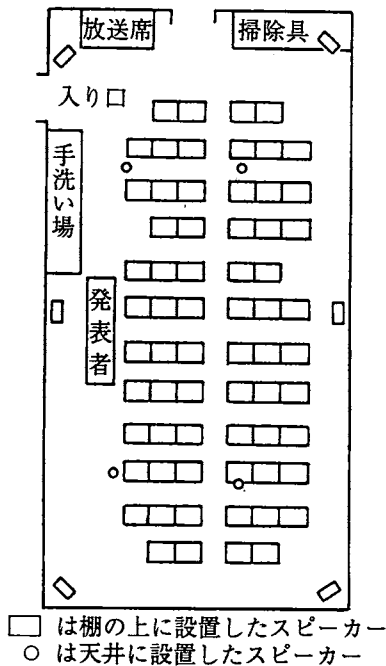 放送席
掃除具
入り口
手洗い場
発表者
□ は棚の上に設置したスピーカー
○ は天井に設置したスピーカー